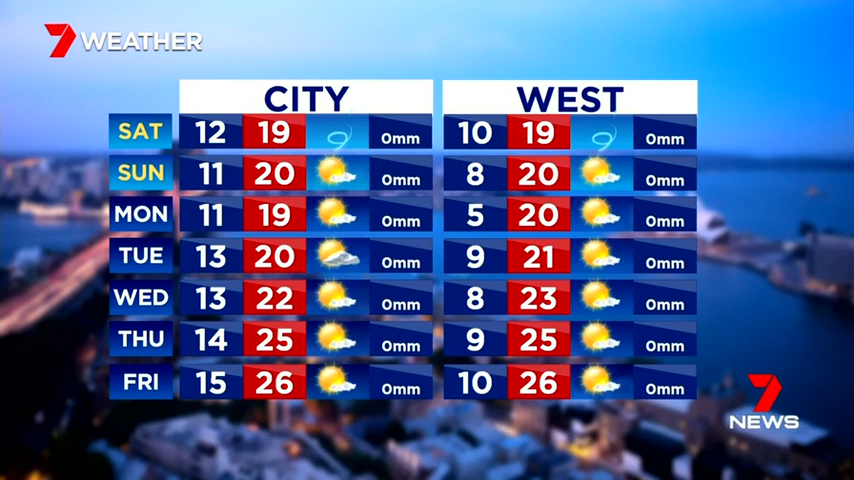 7 WEATHER
CITY WEST
SAT 12 19 0mm 10 19 0mm
SUN 11 20 0mm 8 20 0mm
MON 11 19 0mm 5 20 0mm
TUE 13 20 0mm 9 21 0mm
WED 13 22 0mm 8 23 0mm
THU 14 25 0mm 9 25 0mm
FRI 15 26 0mm 10 26 0mm
7
NEWS